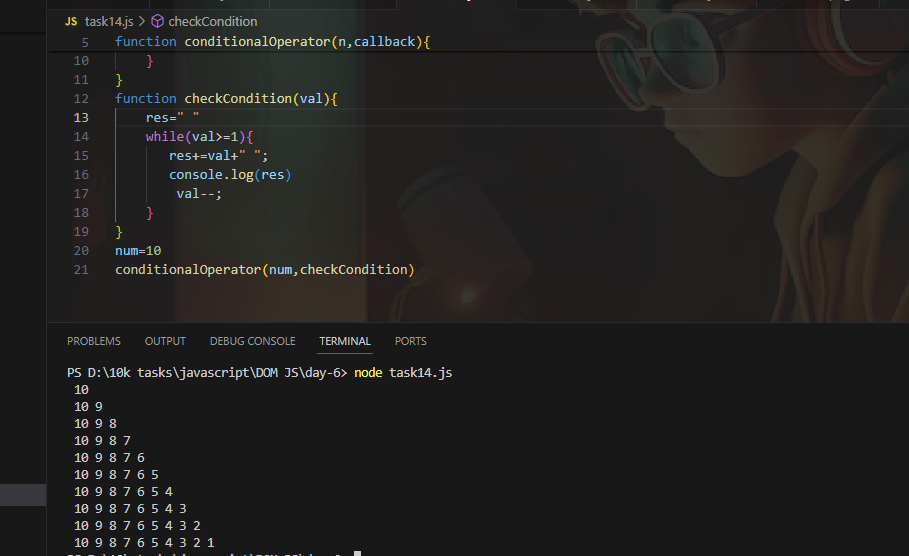 JS task14.js > checkCondition
5 function conditionalOperator(n,callback){
10 }
11 }
12 function checkCondition(val){
13 res=" "
14 while(val>=1){
15 res+=val+" ";
16 console.log(res)
17 val--;
18 }
19 }
20 num=10
21 conditionalOperator(num,checkCondition)
PROBLEMS OUTPUT DEBUG CONSOLE TERMINAL PORTS
PS D:\10k tasks\javascript\DOM JS\day-6> node task14.js
10
10 9
10 9 8
10 9 8 7
10 9 8 7 6
10 9 8 7 6 5
10 9 8 7 6 5 4
10 9 8 7 6 5 4 3
10 9 8 7 6 5 4 3 2
10 9 8 7 6 5 4 3 2 1